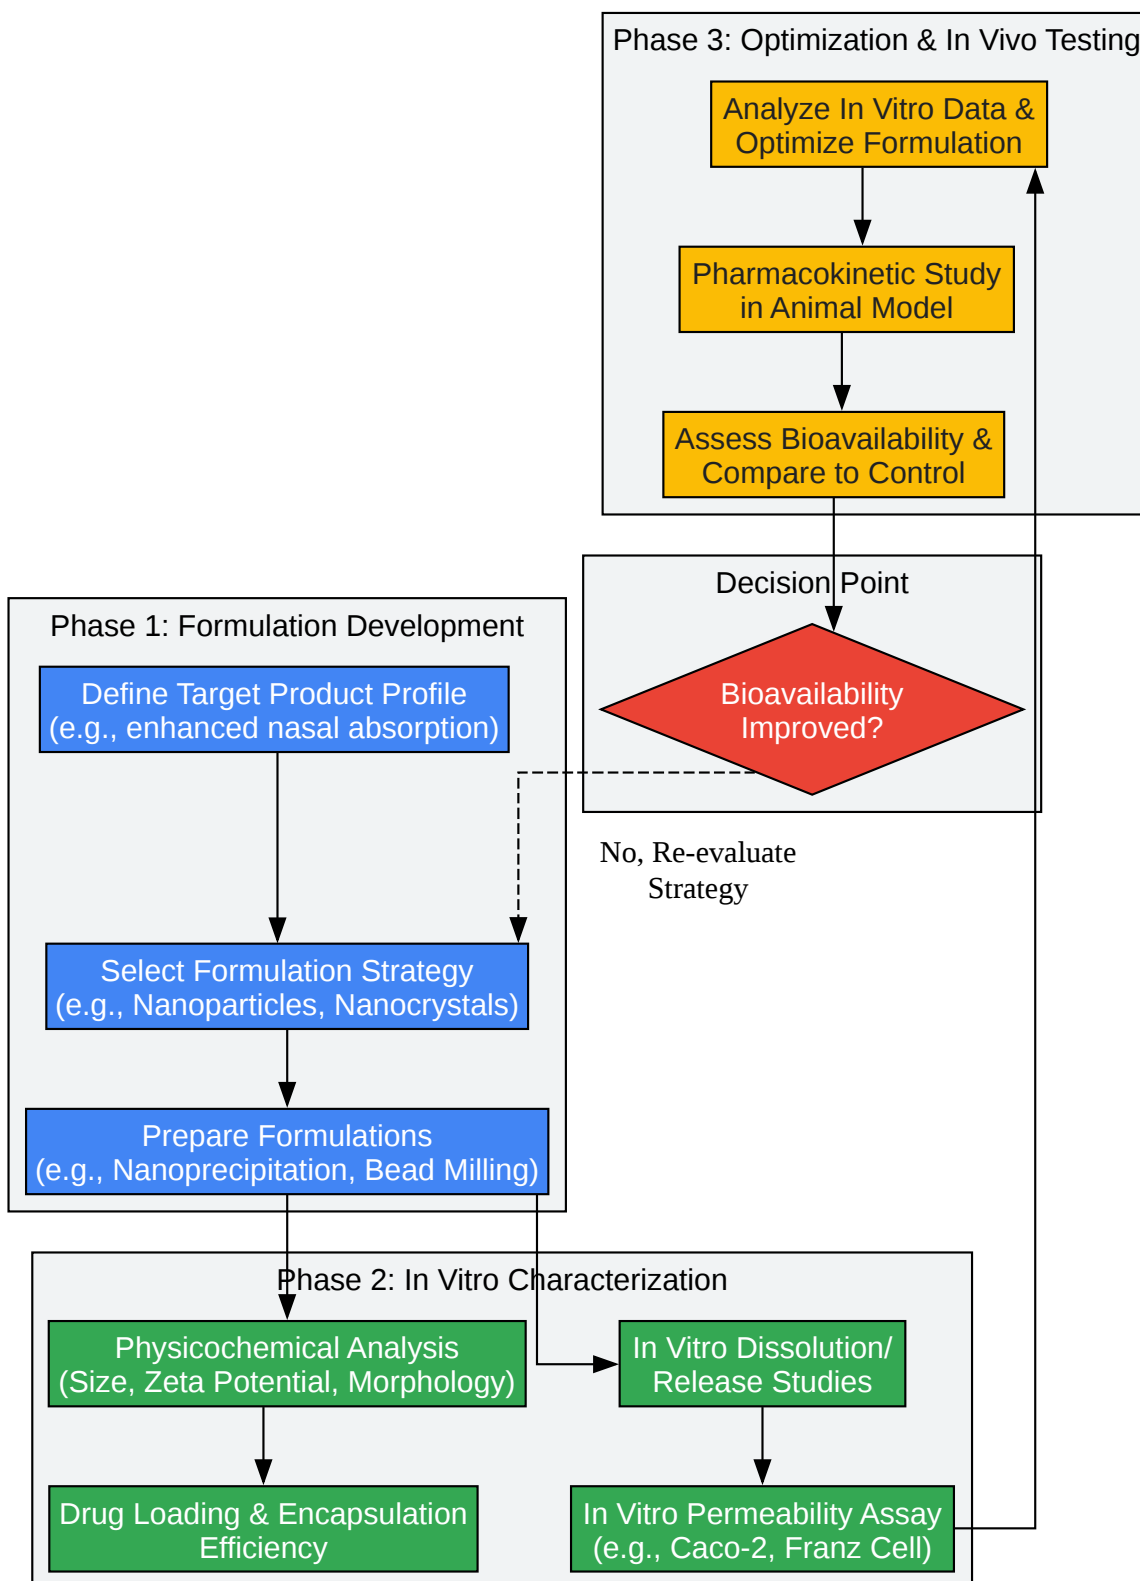 Phase 3: Optimization & In Vivo Testing
Analyze In Vitro Data &
Optimize Formulation
Pharmacokinetic Study
in Animal Model
Assess Bioavailability &
Compare to Control
Decision Point
Bioavailability
Improved?
No, Re-evaluate
Strategy
Phase 1: Formulation Development
Define Target Product Profile
(e.g., enhanced nasal absorption)
Select Formulation Strategy
(e.g., Nanoparticles, Nanocrystals)
Prepare Formulations
(e.g., Nanoprecipitation, Bead Milling)
Phase 2: In Vitro Characterization
Physicochemical Analysis
(Size, Zeta Potential, Morphology)
In Vitro Dissolution/
Release Studies
Drug Loading & Encapsulation
Efficiency
In Vitro Permeability Assay
(e.g., Caco-2, Franz Cell)